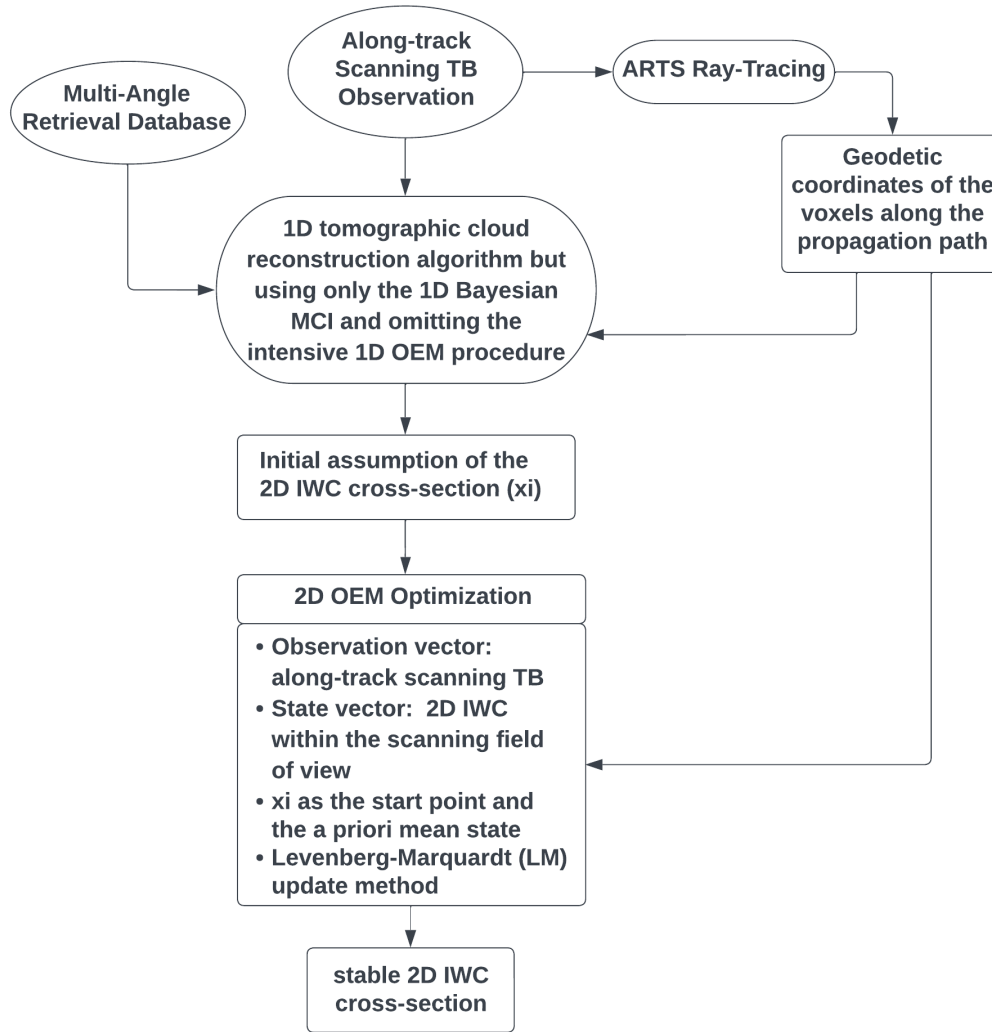 Along-track
Scanning TB
Observation
ARTS Ray-Tracing
Multi-Angle
Retrieval Database
Geodetic
coordinates of the
voxels along the
propagation path
1D tomographic cloud
reconstruction algorithm but
using only the 1D Bayesian
MCI and omitting the
intensive 1D OEM procedure
Initial assumption of the
2D IWC cross-section (xi)
2D OEM Optimization
• Observation vector:
along-track scanning TB
• State vector:  2D IWC
within the scanning field
of view
• xi as the start point and
the a priori mean state
• Levenberg-Marquardt (LM)
update method
stable 2D IWC
cross-section